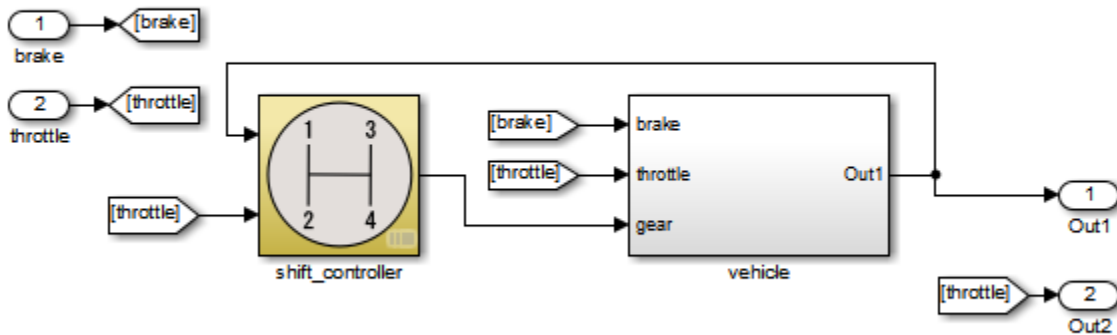 1
[brake]
brake
2
[throttle]
throttle
[throttle]
1 3
2 4
shift_controller
[brake]
[throttle]
brake
throttle
gear
Out1
vehicle
1
Out1
[throttle]
2
Out2